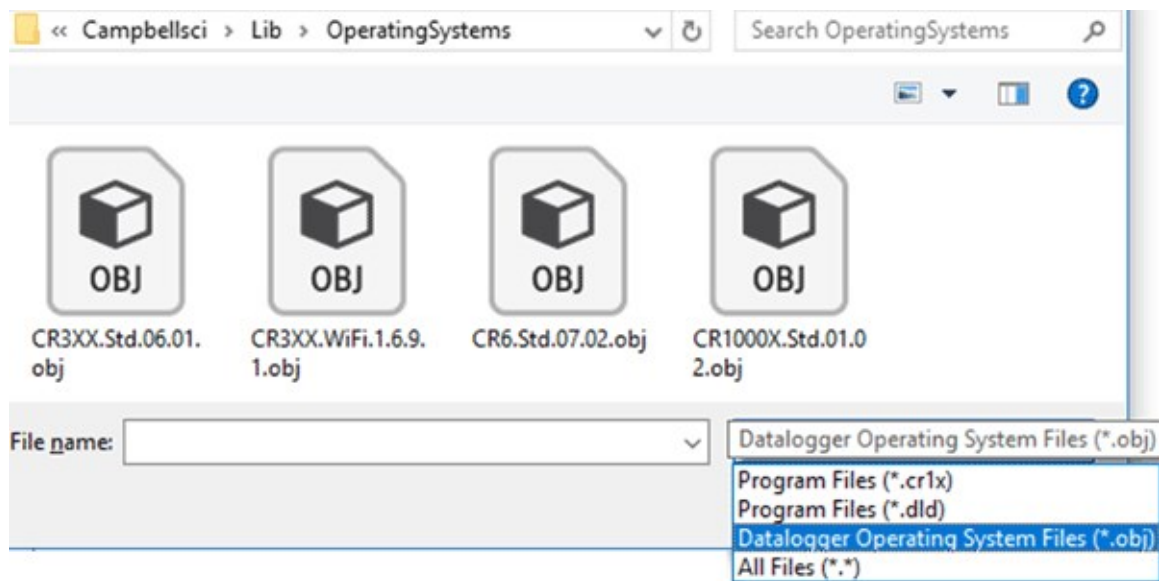 « Campbellsci > Lib > OperatingSystems
Search OperatingSystems
?
OBJ
OBJ
OBJ
OBJ
CR3XX.Std.06.01.
obj
CR3XX.WiFi.1.6.9.
1.obj
CR6.Std.07.02.obj
CR1000X.Std.01.0
2.obj
File name:
Datalogger Operating System Files (*.obj)
Program Files (*.cr1x)
Program Files (*.dld)
Datalogger Operating System Files (*.obj)
All Files (*.*)